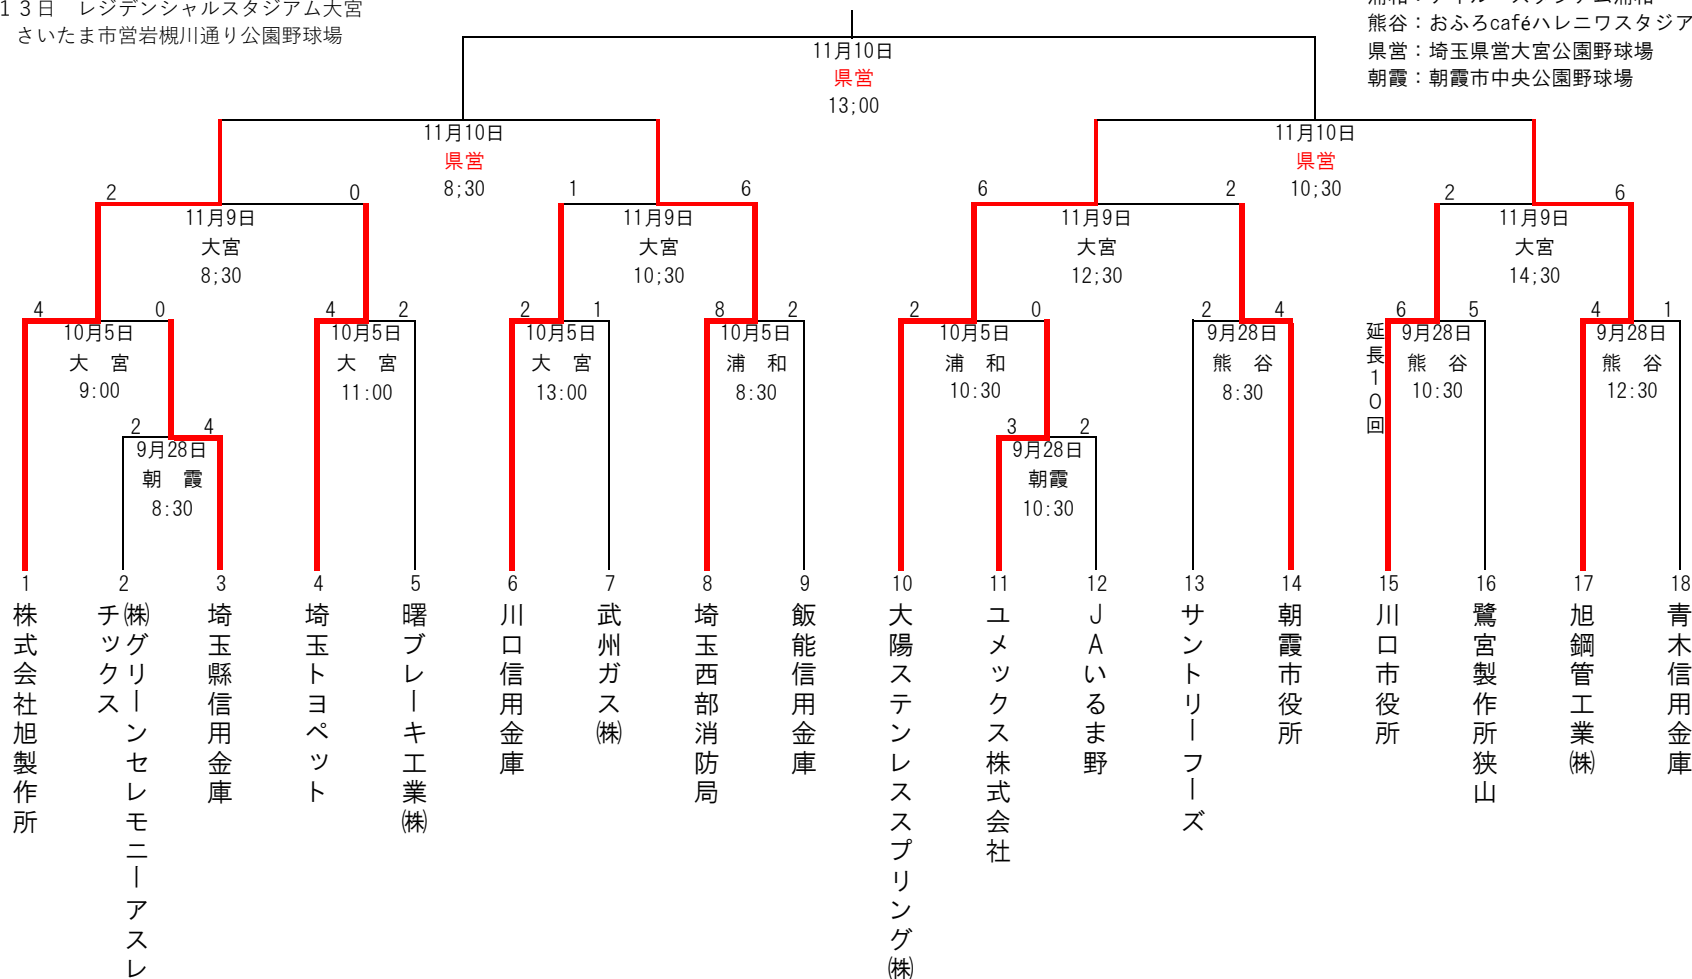 13日　レジデンシャルスタジアム大宮
さいたま市営岩槻川通り公園野球場
熊谷：おふろcaféハレニワスタジア
県営：埼玉県営大宮公園野球場
朝霞：朝霞市中央公園野球場
11月10日
県営
13;00
11月10日
県営
8;30
11月10日
県営
10;30
2
0
11月9日
大宮
8;30
1
6
11月9日
大宮
10;30
6
2
11月9日
大宮
12;30
2
6
11月9日
大宮
14;30
4
0
10月5日
大　宮
9:00
4
2
10月5日
大　宮
11:00
2
1
10月5日
大　宮
13:00
8
2
10月5日
浦　和
8:30
2
0
10月5日
浦　和
10:30
2
4
9月28日
熊　谷
8:30
延長10回
6
5
9月28日
熊　谷
10:30
4
1
9月28日
熊　谷
12:30
2
4
9月28日
朝　霞
8:30
3
2
9月28日
朝霞
10:30
1
株式会社旭製作所
2
㈱グリーンセレモニーアスレ
チックス
3
埼玉縣信用金庫
4
埼玉トヨペット
5
曙ブレーキ工業㈱
6
川口信用金庫
7
武州ガス㈱
8
埼玉西部消防局
9
飯能信用金庫
10
大陽ステンレススプリング㈱
11
ユメックス株式会社
12
JAいるま野
13
サントリーフーズ
14
朝霞市役所
15
川口市役所
16
鷺宮製作所狭山
17
旭鋼管工業㈱
18
青木信用金庫